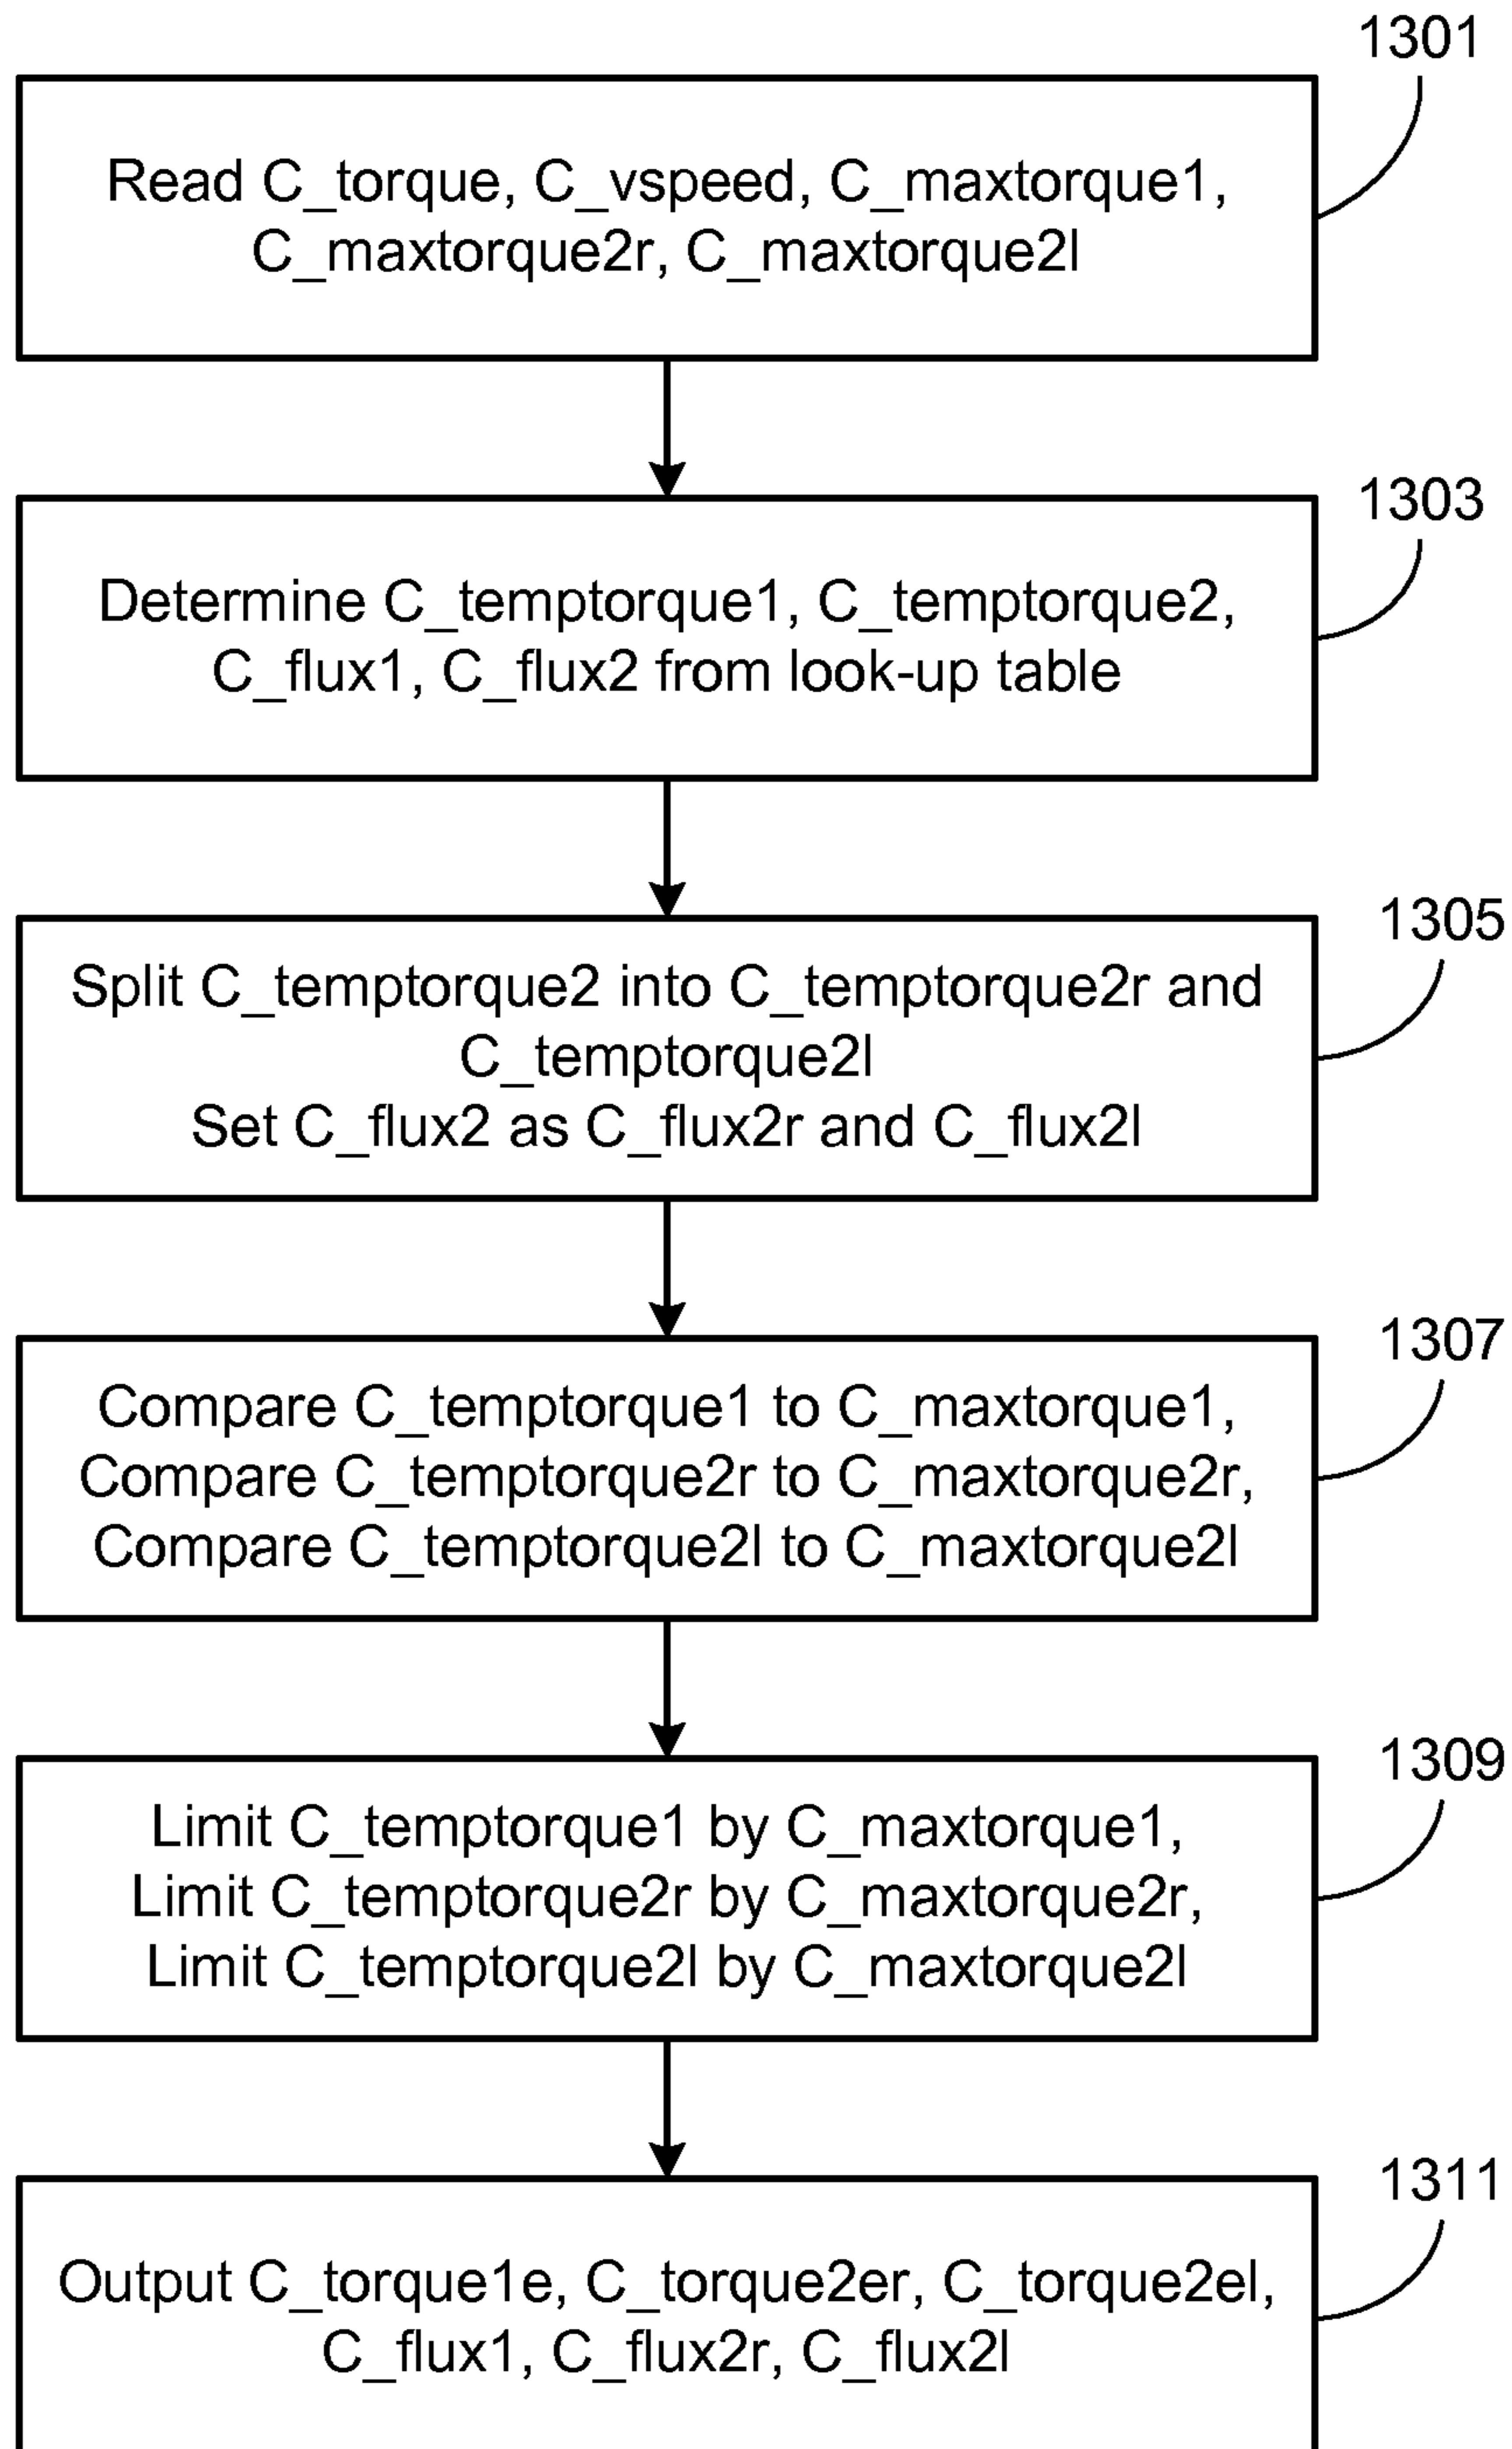 1301
Read C_torque, C_vspeed, C_maxtorque1,
C_maxtorque2r, C_maxtorque2l
1303
Determine C_temptorque1, C_temptorque2,
C_flux1, C_flux2 from look-up table
1305
Split C_temptorque2 into C_temptorque2r and
C_temptorque2l
Set C_flux2 as C_flux2r and C_flux2l
1307
Compare C_temptorque1 to C_maxtorque1,
Compare C_temptorque2r to C_maxtorque2r,
Compare C_temptorque2l to C_maxtorque2l
1309
Limit C_temptorque1 by C_maxtorque1,
Limit C_temptorque2r by C_maxtorque2r,
Limit C_temptorque2l by C_maxtorque2l
1311
Output C_torque1e, C_torque2er, C_torque2el,
C_flux1, C_flux2r, C_flux2l